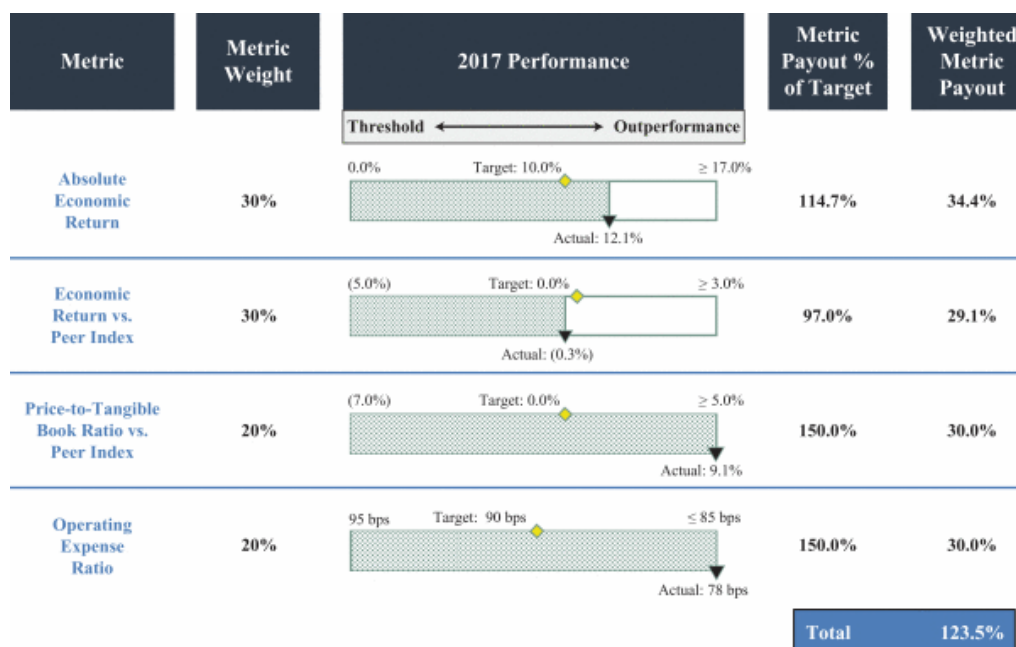 Metric
Metric
Weight
2017 Performance
Metric
Payout %
of Target
Weighted
Metric
Payout
Threshold Outperformance
Absolute
Economic
Return
30%
0.0% Target: 10.0% ≥ 17.0%
Actual: 12.1%
114.7%
34.4%
Economic
Return vs.
Peer Index
30%
(5.0%) Target: 0.0% ≥ 3.0%
Actual: (0.3%)
97.0%
29.1%
Price-to-Tangible
Book Ratio vs.
Peer Index
20%
(7.0%) Target: 0.0% ≥ 5.0%
Actual: 9.1%
150.0%
30.0%
Operating
Expense
Ratio
20%
95 bps Target: 90 bps ≤ 85 bps
Actual: 78 bps
150.0%
30.0%
Total 123.5%